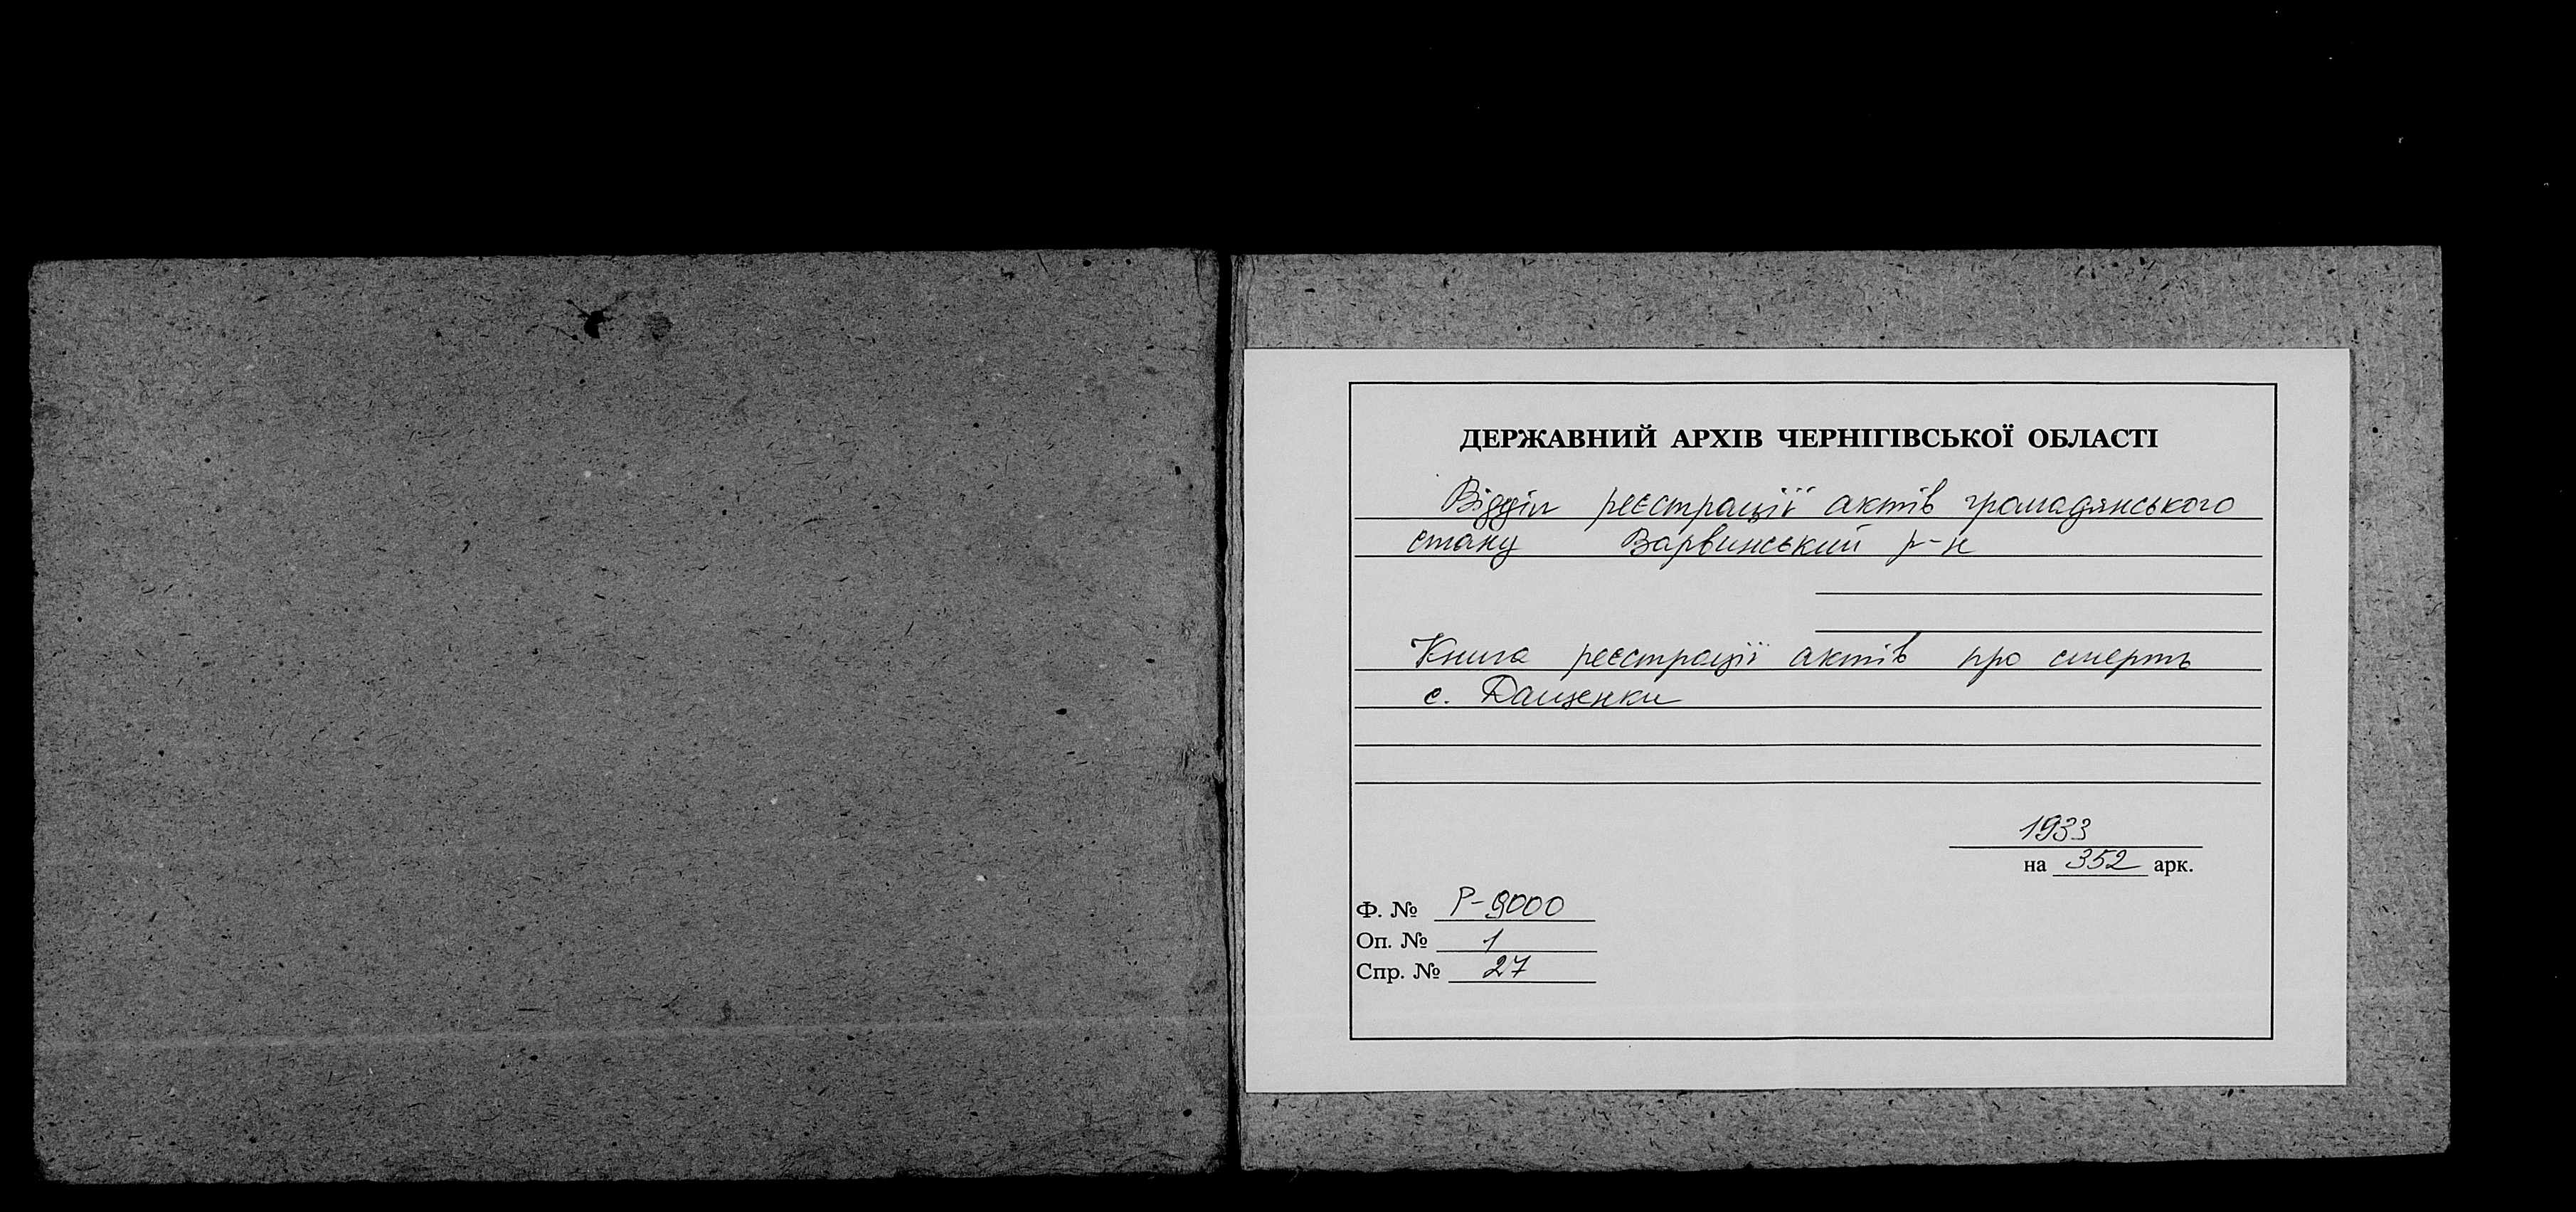 ДЕРЖАВНИЙ АРХІВ ЧЕРНІГІВСЬКОЇ ОБЛАСТІ
Відділ реєстрації актів громадянського
стану Варвинський р-н
Книга реєстрації актів про смерть
с. Дащенки
1933
на 352 арк.
Ф. № Р-9000
Оп. № 1
Спр. № 27